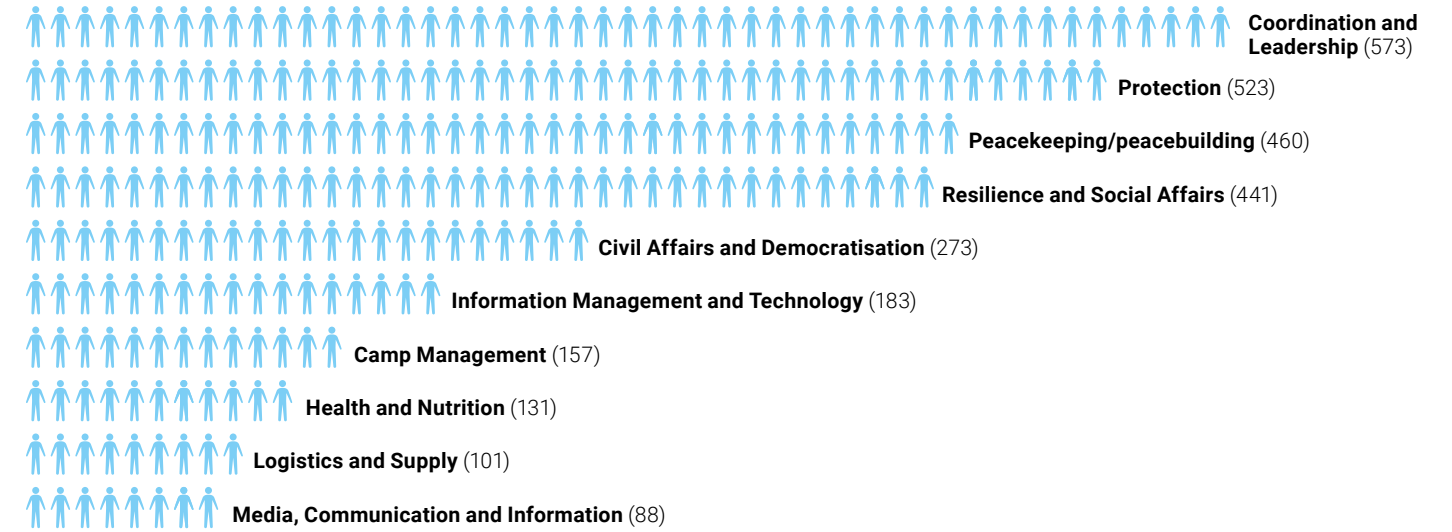 Coordination and
Leadership (573)
Protection (523)
Peacekeeping/peacebuilding (460)
Resilience and Social Affairs (441)
Civil Affairs and Democratisation (273)
Information Management and Technology (183)
Camp Management (157)
Health and Nutrition (131)
Logistics and Supply (101)
Media, Communication and Information (88)